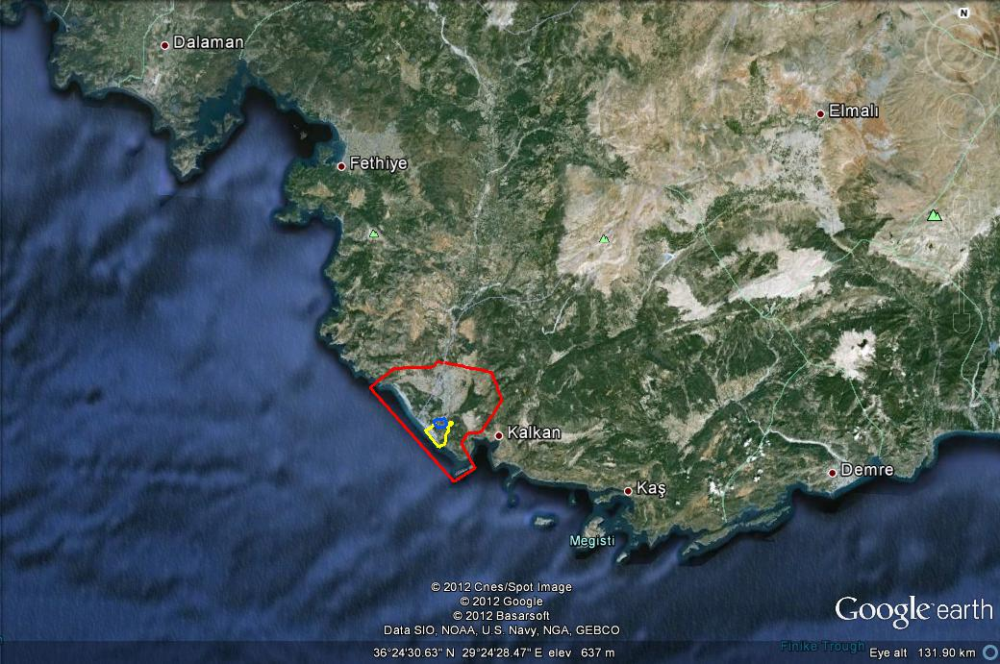 N
Dalaman
Elmalı
Fethiye
Kalkan
Demre
Kaş
Megisti
© 2012 Cnes/Spot Image
© 2012 Google
© 2012 Basarsoft
Data SIO, NOAA, U.S. Navy, NGA, GEBCO
Google earth
Finike Trough
36°24'30.63" N 29°24'28.47" E elev 637 m
Eye alt 131.90 km